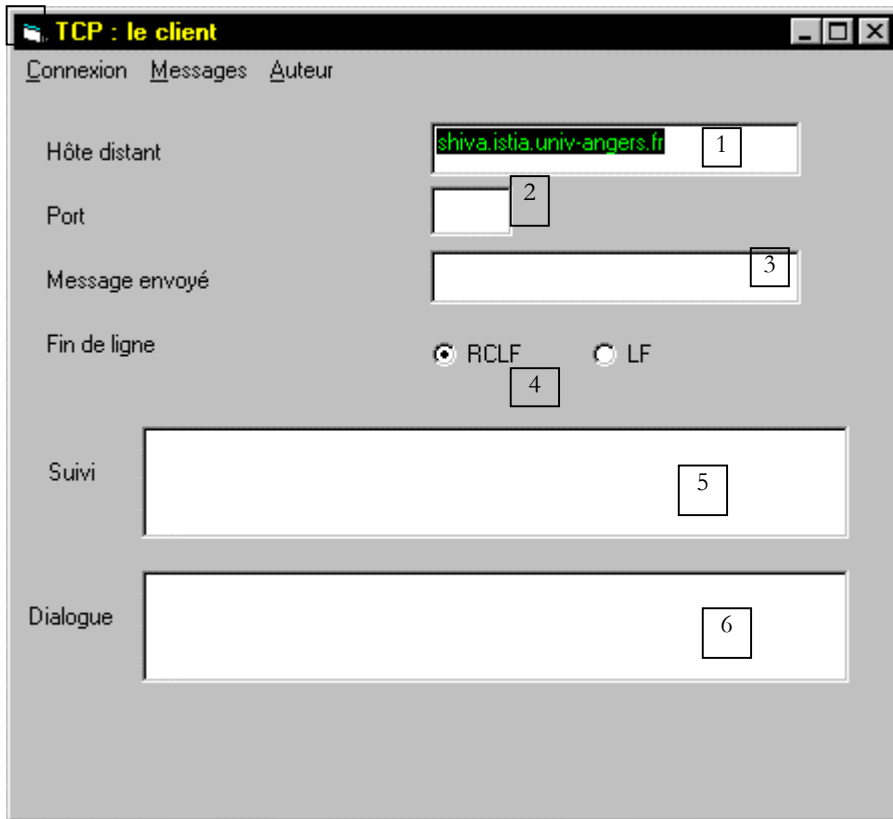 TCP : le client
Connexion Messages Auteur
Hôte distant
shiva.istia.univ-angers.fr
1
Port
2
Message envoyé
3
Fin de ligne
RCLF
LF
4
Suivi
5
Dialogue
6